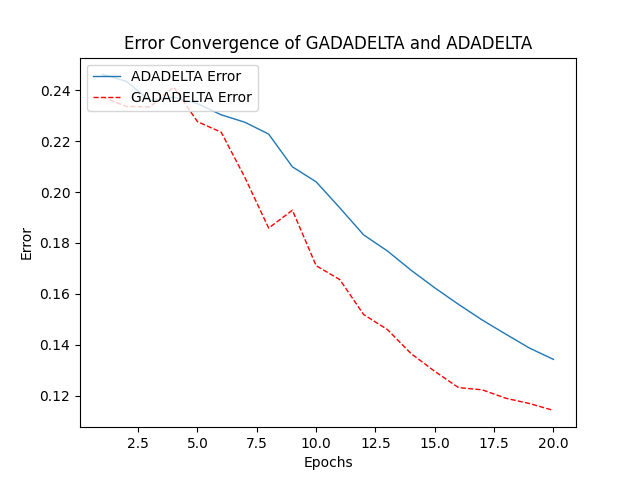 Error Convergence of GADADELTA and ADADELTA
ADADELTA Error
GADADELTA Error
0.24
0.22
0.20
0.18
0.16
0.14
0.12
Error
2.5 5.0 7.5 10.0 12.5 15.0 17.5 20.0
Epochs